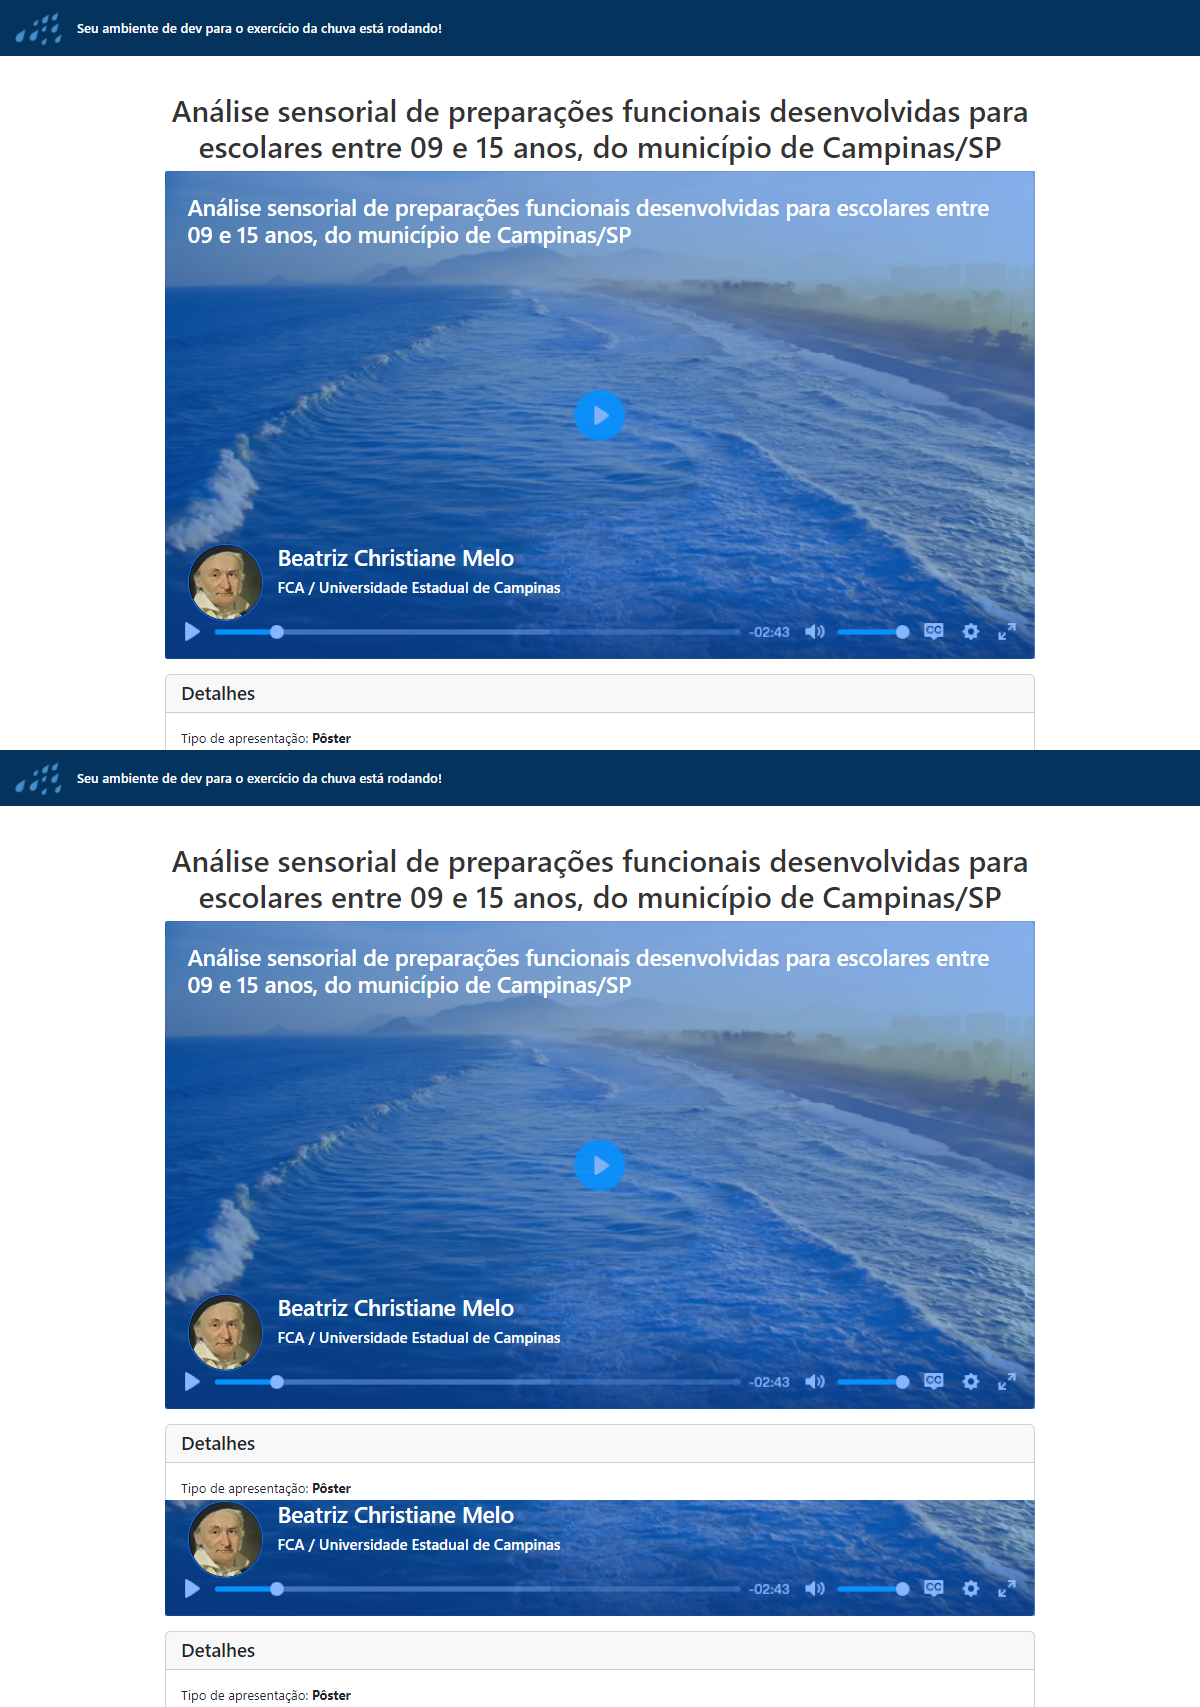 Seu ambiente de dev para o exercício da chuva está rodando!
Análise sensorial de preparações funcionais desenvolvidas para
escolares entre 09 e 15 anos, do município de Campinas/SP
Análise sensorial de preparações funcionais desenvolvidas para escolares entre
09 e 15 anos, do município de Campinas/SP
Beatriz Christiane Melo
FCA / Universidade Estadual de Campinas
-02:43
CC
Detalhes
Tipo de apresentação: Pôster
Seu ambiente de dev para o exercício da chuva está rodando!
Análise sensorial de preparações funcionais desenvolvidas para
escolares entre 09 e 15 anos, do município de Campinas/SP
Análise sensorial de preparações funcionais desenvolvidas para escolares entre
09 e 15 anos, do município de Campinas/SP
Beatriz Christiane Melo
FCA / Universidade Estadual de Campinas
-02:43
CC
Detalhes
Tipo de apresentação: Pôster
Beatriz Christiane Melo
FCA / Universidade Estadual de Campinas
-02:43
CC
Detalhes
Tipo de apresentação: Pôster